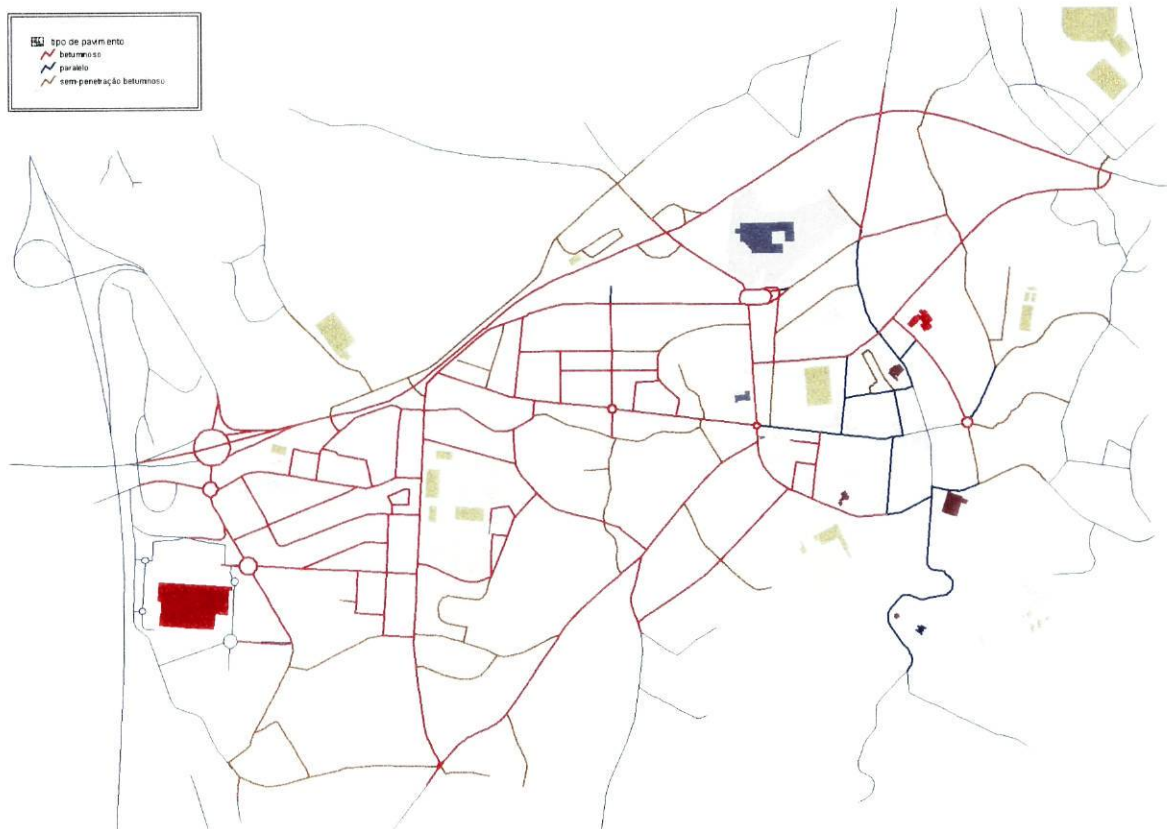 tipo de pavimento
betuminoso
paralelo
semi-penetração betuminoso